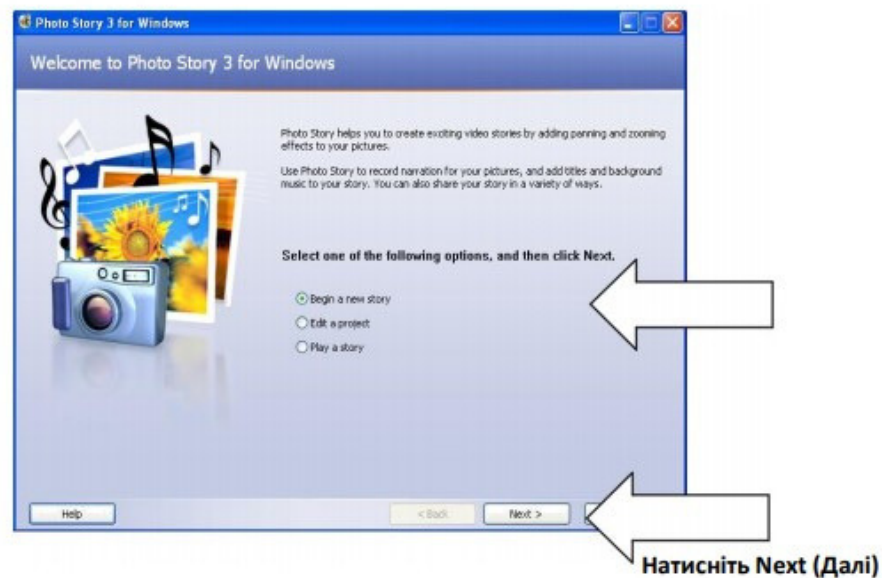 Photo Story 3 for Windows
Welcome to Photo Story 3 for Windows
Photo Story helps you to create exciting video stories by adding panning and zooming
effects to your pictures.
Use Photo Story to record narration for your pictures, and add titles and background
music to your story. You can also share your story in a variety of ways.
Select one of the following options, and then click Next.
Begin a new story
Edit a project
Play a story
Help
< Back
Next >
Натисніть Next (Далі)